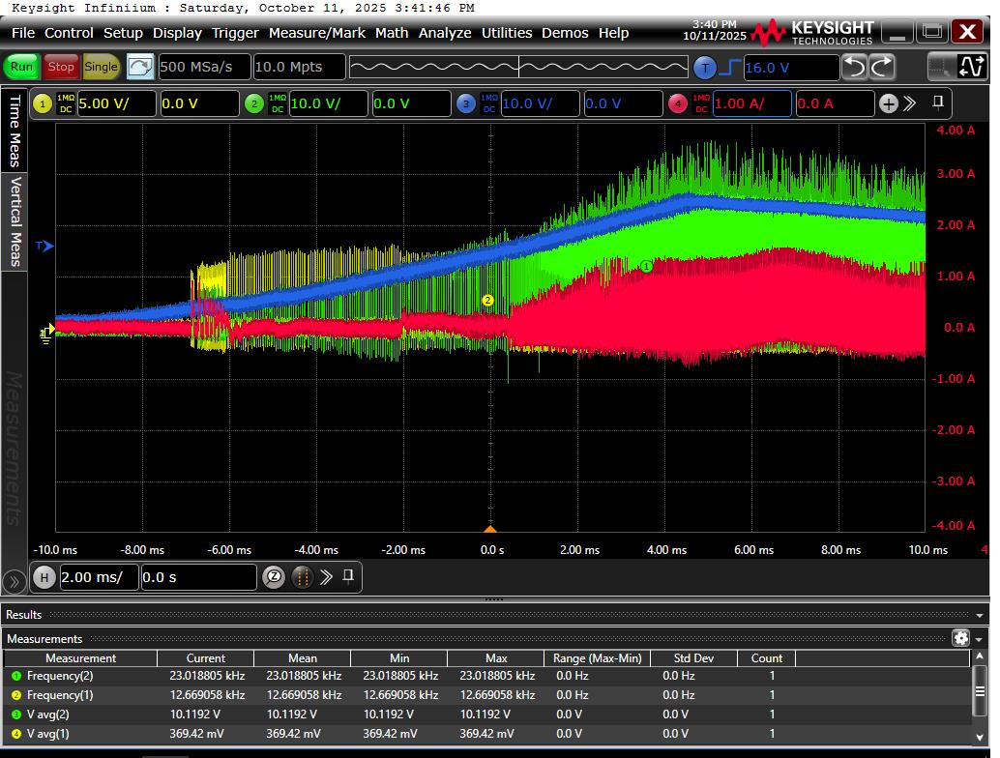 Keysight Infiniium : Saturday, October 11, 2025 3:41:46 PM
File Control Setup Display Trigger Measure/Mark Math Analyze Utilities Demos Help
3:40 PM
10/11/2025
KEYSIGHT
TECHNOLOGIES
X
Run Stop Single 500 MSa/s 10.0 Mpts T 16.0 V
1 1MΩ DC 5.00 V/ 0.0 V 2 1MΩ DC 10.0 V/ 0.0 V 3 1MΩ DC 10.0 V/ 0.0 V 4 1MΩ DC 1.00 A/ 0.0 A
Time Meas
Vertical Meas
Measurements
4.00 A
3.00 A
2.00 A
T
1.00 A
1
2
0.0 A
-1.00 A
-2.00 A
-3.00 A
-4.00 A
-10.0 ms -8.00 ms -6.00 ms -4.00 ms -2.00 ms 0.0 s 2.00 ms 4.00 ms 6.00 ms 8.00 ms 10.0 ms 4
H 2.00 ms/ 0.0 s Z
Results
Measurements
Measurement Current Mean Min Max Range (Max-Min) Std Dev Count
1 Frequency(2) 23.018805 kHz 23.018805 kHz 23.018805 kHz 23.018805 kHz 0.0 Hz 0.0 Hz 1
2 Frequency(1) 12.669058 kHz 12.669058 kHz 12.669058 kHz 12.669058 kHz 0.0 Hz 0.0 Hz 1
3 V avg(2) 10.1192 V 10.1192 V 10.1192 V 10.1192 V 0.0 V 0.0 V 1
4 V avg(1) 369.42 mV 369.42 mV 369.42 mV 369.42 mV 0.0 V 0.0 V 1